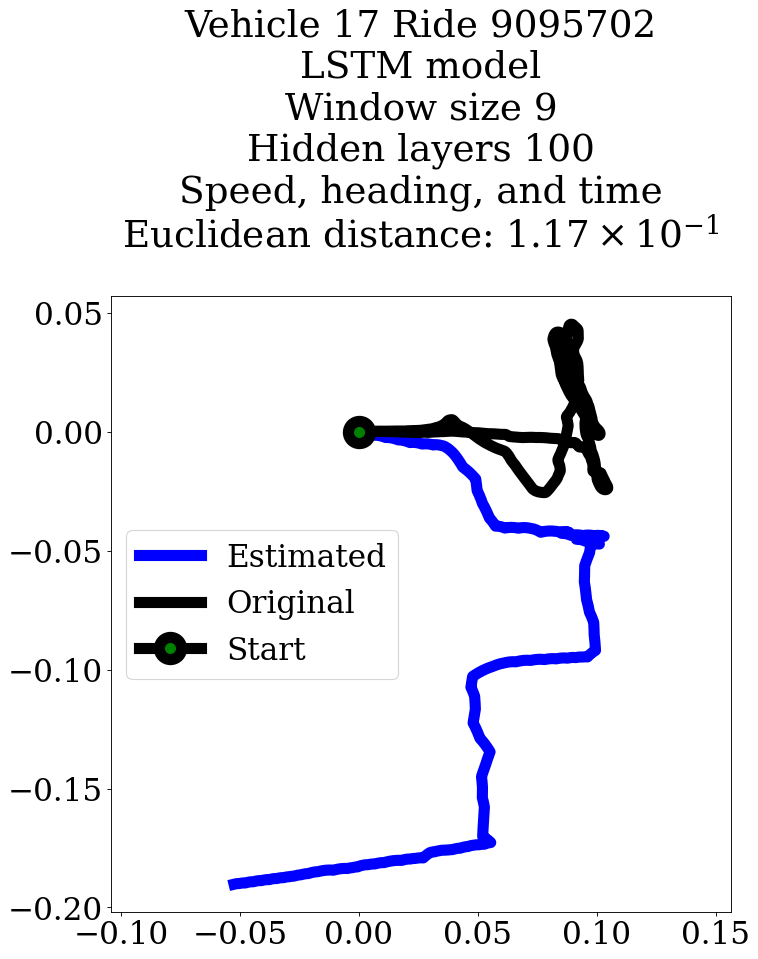 Vehicle 17 Ride 9095702
LSTM model
Window size 9
Hidden layers 100
Speed, heading, and time
Euclidean distance: 1.17 × 10⁻¹
0.05
0.00
−0.05
−0.10
−0.15
−0.20
Estimated
Original
Start
−0.10 −0.05 0.00 0.05 0.10 0.15